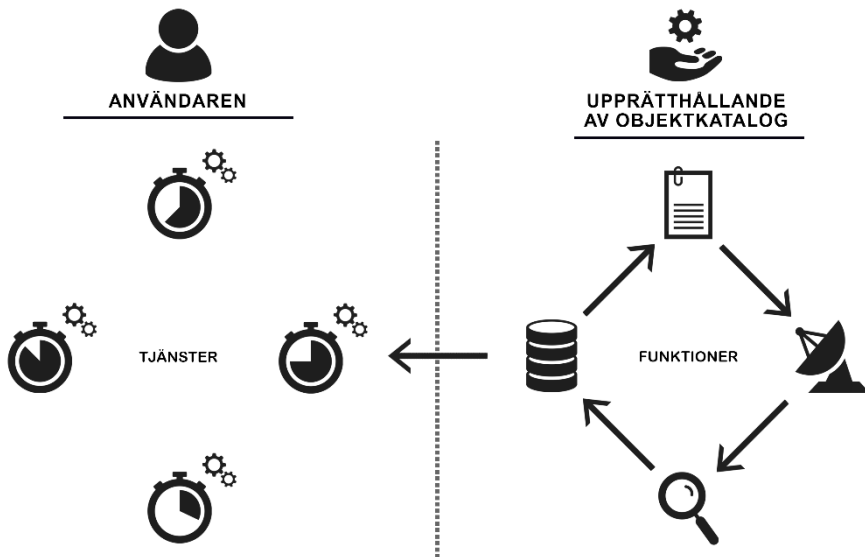 ANVÄNDAREN
UPPRÄTTHÅLLANDE
AV OBJEKTKATALOG
TJÄNSTER
FUNKTIONER